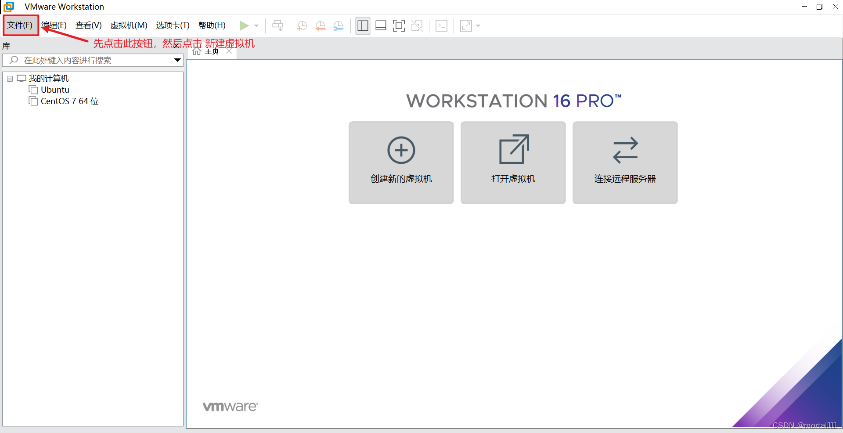 VMware Workstation
文件(F) 编辑(E) 查看(V) 虚拟机(M) 选项卡(T) 帮助(H)
先点击此按钮，然后点击 新建虚拟机
库
主页
在此处键入内容进行搜索
我的计算机
Ubuntu
CentOS 7 64 位
WORKSTATION 16 PRO™
创建新的虚拟机
打开虚拟机
连接远程服务器
vmware